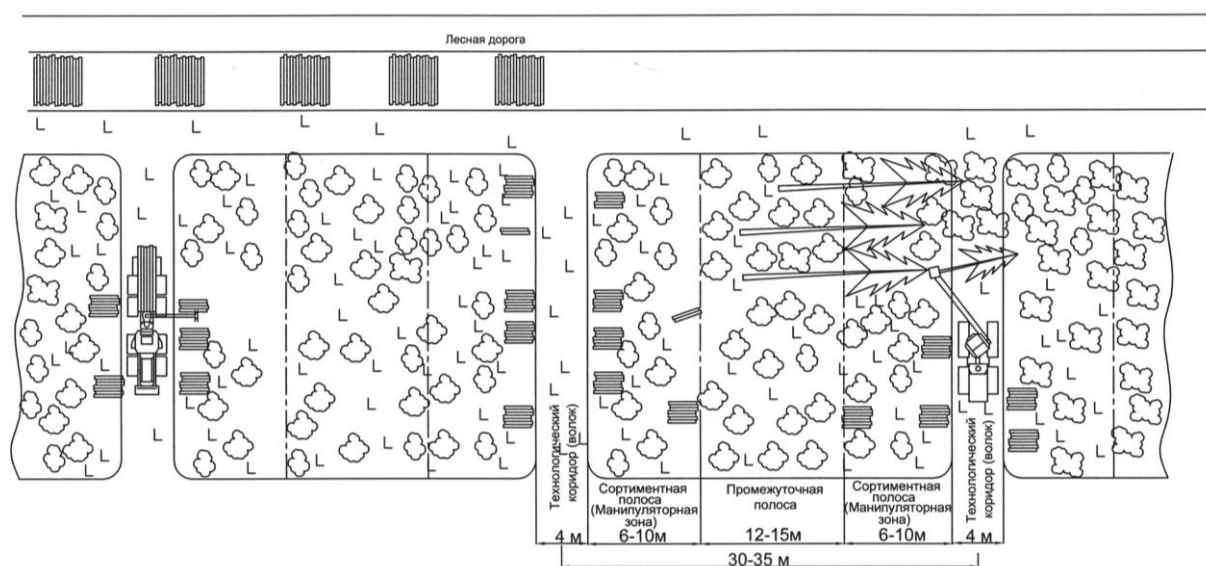 Лесная дорога
Технологический
коридор (волок)
Сортиментная
полоса
(Манипуляторная
зона)
Промежуточная
полоса
Сортиментная
полоса
(Манипуляторная
зона)
Технологический
коридор (волок)
4 м
6-10м
12-15м
6-10м
4 м
30-35 м